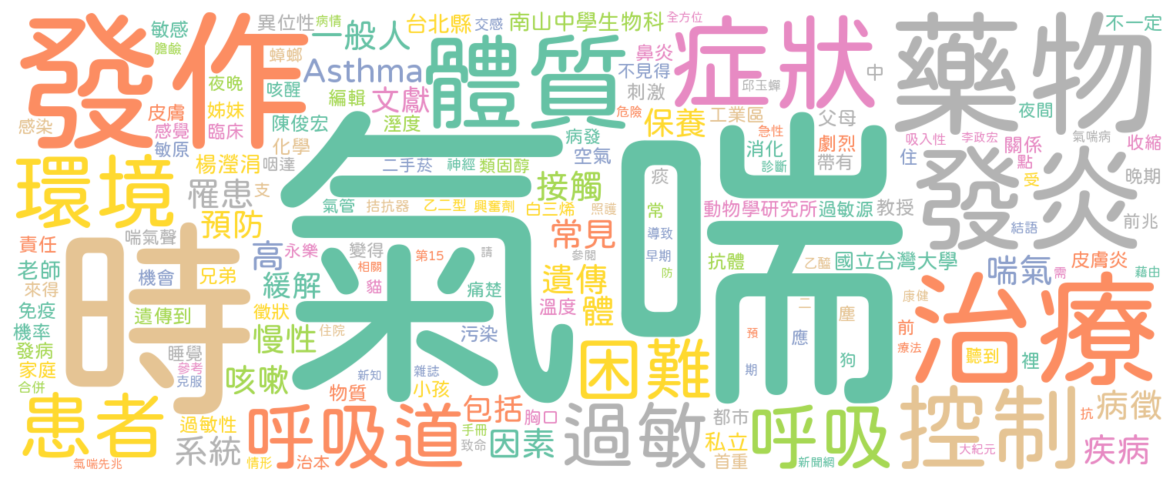 氣喘
時
發作
藥物
發炎
治療
體質
症狀
環境
患者
呼吸道
過敏
呼吸
控制
困難
Asthma
一般人
台北縣
交感
南山中學生物科
全方位
不一定
異位性
病情
敏感
膽鹼
蟑螂
夜晚
咳醒
編輯
文獻
溼度
不見得
鼻炎
刺激
邱玉蟬
中
危險
保養
工業區
父母
夜間
皮膚
姊妹
感染
感覺
臨床
敏原
陳俊宏
化學
病發
空氣
急性
消化
診斷
劇烈
帶有
吸入性
李政宏
關係
氣喘病
收縮
點
住
受
晚期
楊瀅涓
咽達
二手菸
神經
類固醇
接觸
痰
罹患
支
預防
氣管
拮抗器
乙二型
興奮劑
白三烯
照護
常
動物學研究所
過敏源
教授
前兆
結語
責任
喘氣聲
高
永樂
變得
第15
請
常見
參閱
導致
早期
防
抗體
乙醯
國立台灣大學
喘氣
皮膚炎
藉由
需
老師
機會
兄弟
來得
緩解
相關
貓
痛楚
遺傳
溫度
體
二
塵
康健
免疫
遺傳到
徵狀
住院
慢性
污染
應
前
機率
發病
睡覺
預
狗
療法
聽到
裡
家庭
參考
合併
克服
咳嗽
新知
雜誌
小孩
物質
期
過敏性
系統
包括
胸口
手冊
致命
因素
都市
私立
首重
抗
病徵
疾病
大紀元
新聞網
氣喘先兆
情形
治本